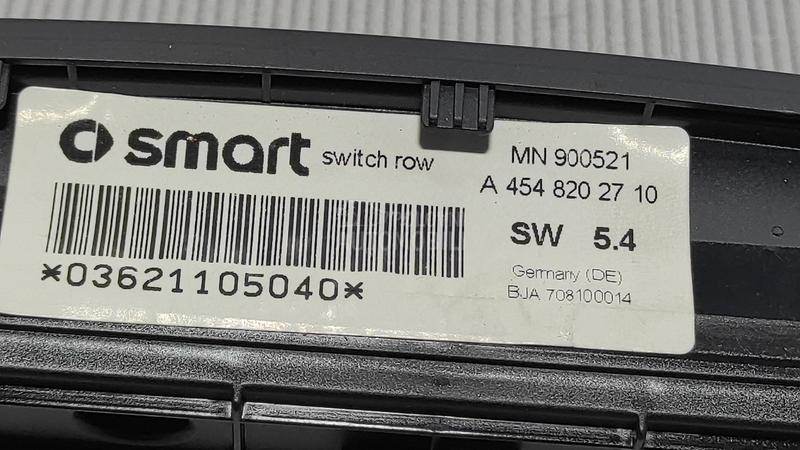 smart switch row
MN 900521
A 454 820 27 10
SW 5.4
Germany (DE)
BJA 708100014
*03621105040*